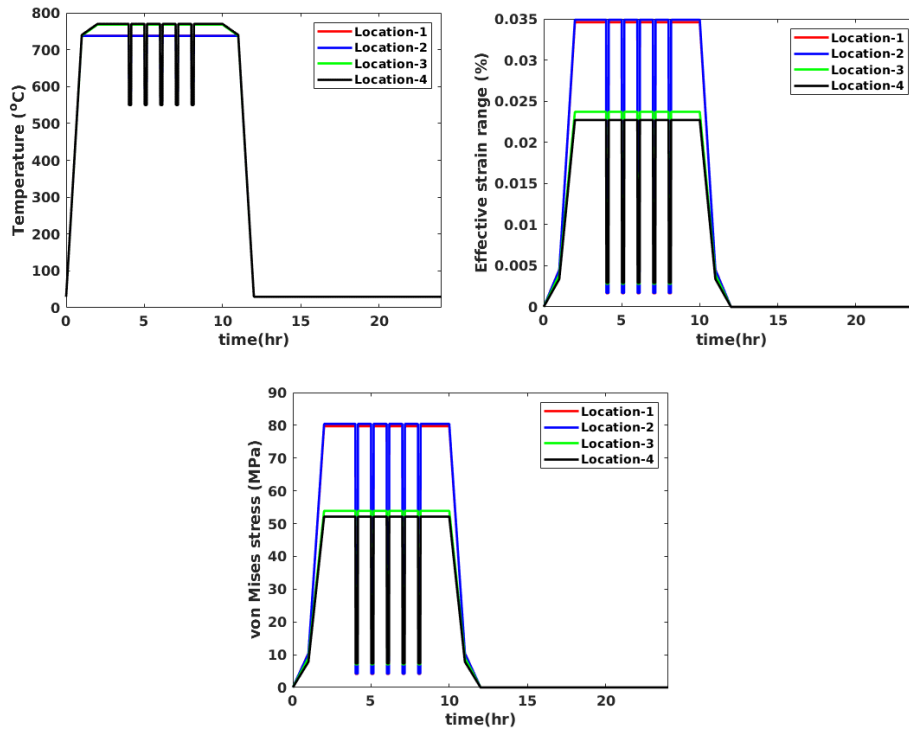 800
700
600
500
400
300
200
100
0
Temperature (°C)
0
5
10
15
20
time(hr)
Location-1
Location-2
Location-3
Location-4
0.035
0.03
0.025
0.035
0.015
0.01
0.005
0
Effective strain range (%)
0
5
10
15
20
time(hr)
Location-1
Location-2
Location-3
Location-4
90
80
70
60
50
40
30
20
10
0
von Mises stress (MPa)
0
5
10
15
20
time(hr)
Location-1
Location-2
Location-3
Location-4